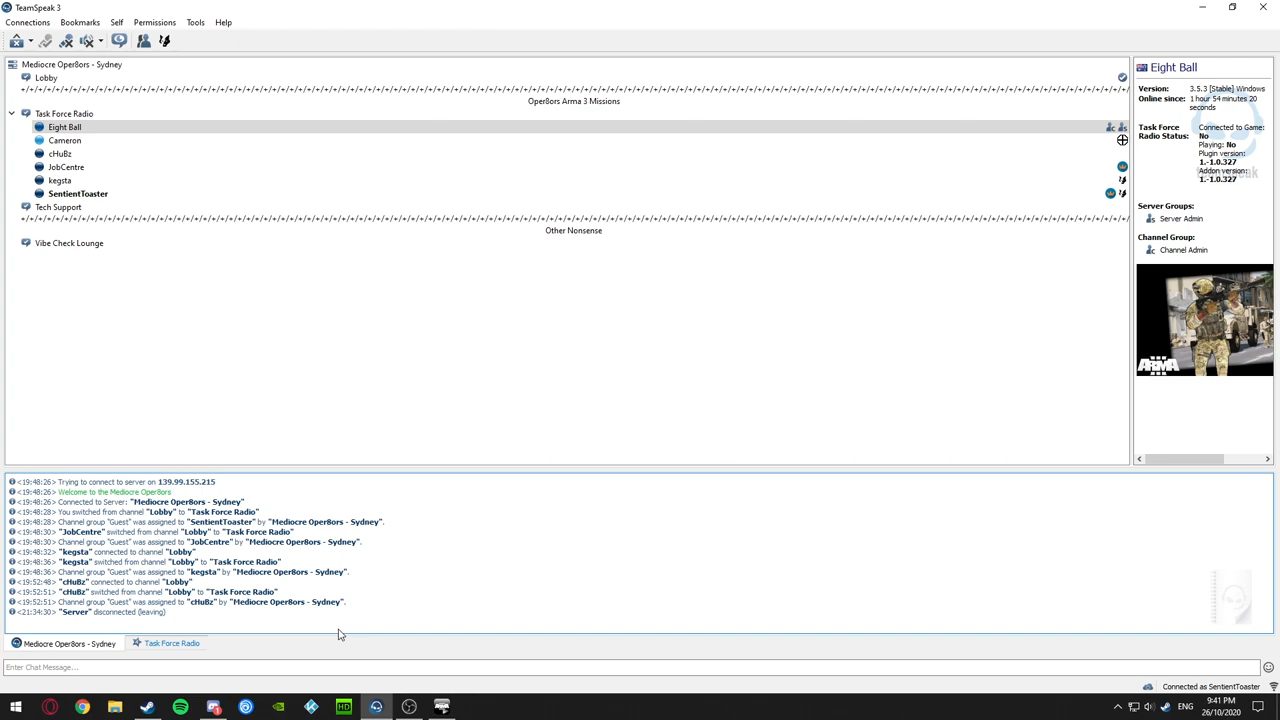 TeamSpeak 3
Connections Bookmarks Self Permissions Tools Help
Mediocre Oper8ors - Sydney
Lobby
+/+/+/+/+/+/+/+/+/+/+/+/+/+/+/+/+/+/+/+/+/+/+/+/+/+/+/+/+/+/+/+/+/+/+/+/+/+/+/+/+/+/+/+/+/+/+/+/+/+/+/+/+/+/+/+/+/+/+/+/+/+/+/+/+/+/+/+/+/+/+/+/+/+/+/+/+/+/+/
Oper8ors Arma 3 Missions
Task Force Radio
Eight Ball
Cameron
cHuBz
JobCentre
kegsta
SentientToaster
Tech Support
+/+/+/+/+/+/+/+/+/+/+/+/+/+/+/+/+/+/+/+/+/+/+/+/+/+/+/+/+/+/+/+/+/+/+/+/+/+/+/+/+/+/+/+/+/+/+/+/+/+/+/+/+/+/+/+/+/+/+/+/+/+/+/+/+/+/+/+/+/+/+/+/+/+/+/+/+/+/+/
Other Nonsense
Vibe Check Lounge
Eight Ball
Version: 3.5.3 [Stable] Windows
Online since: 1 hour 54 minutes 20
seconds
Task Force Connected to Game:
Radio Status: No
Playing: No
Plugin version:
1.-1.0.327
Addon version:
1.-1.0.327
Server Groups:
Server Admin
Channel Group:
Channel Admin
ARMA III
<19:48:26> Trying to connect to server on 139.99.155.215
<19:48:26> Welcome to the Mediocre Oper8ors
<19:48:26> Connected to Server: "Mediocre Oper8ors - Sydney"
<19:48:28> You switched from channel "Lobby" to "Task Force Radio"
<19:48:28> Channel group "Guest" was assigned to "SentientToaster" by "Mediocre Oper8ors - Sydney".
<19:48:30> "JobCentre" switched from channel "Lobby" to "Task Force Radio"
<19:48:30> Channel group "Guest" was assigned to "JobCentre" by "Mediocre Oper8ors - Sydney".
<19:48:32> "kegsta" connected to channel "Lobby"
<19:48:36> "kegsta" switched from channel "Lobby" to "Task Force Radio"
<19:48:36> Channel group "Guest" was assigned to "kegsta" by "Mediocre Oper8ors - Sydney".
<19:52:48> "cHuBz" connected to channel "Lobby"
<19:52:51> "cHuBz" switched from channel "Lobby" to "Task Force Radio"
<19:52:51> Channel group "Guest" was assigned to "cHuBz" by "Mediocre Oper8ors - Sydney".
<21:34:30> "Server" disconnected (leaving)
Mediocre Oper8ors - Sydney Task Force Radio
Enter Chat Message...
Connected as SentientToaster
HD
ENG
9:41 PM
26/10/2020